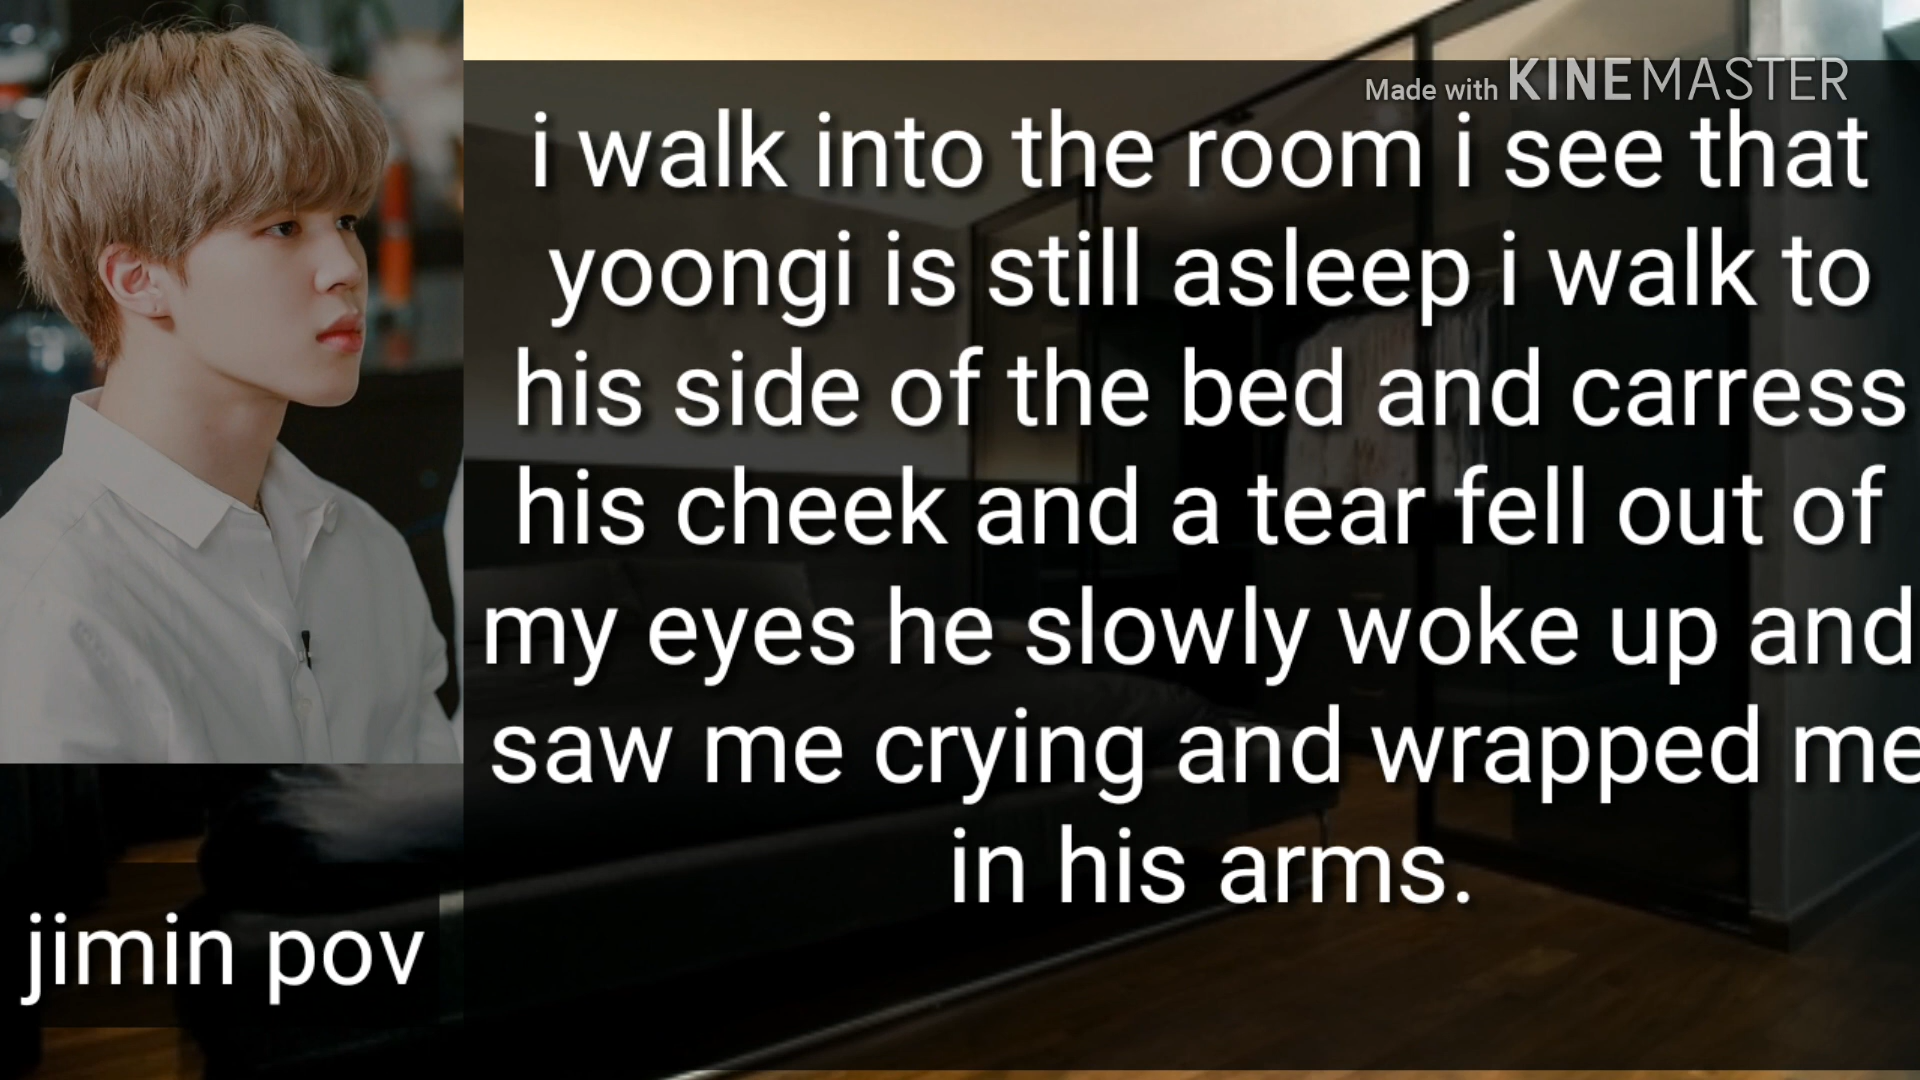 Made with KINEMASTER
i walk into the room i see that
yoongi is still asleep i walk to
his side of the bed and carress
his cheek and a tear fell out of
my eyes he slowly woke up and
saw me crying and wrapped me
in his arms.
jimin pov